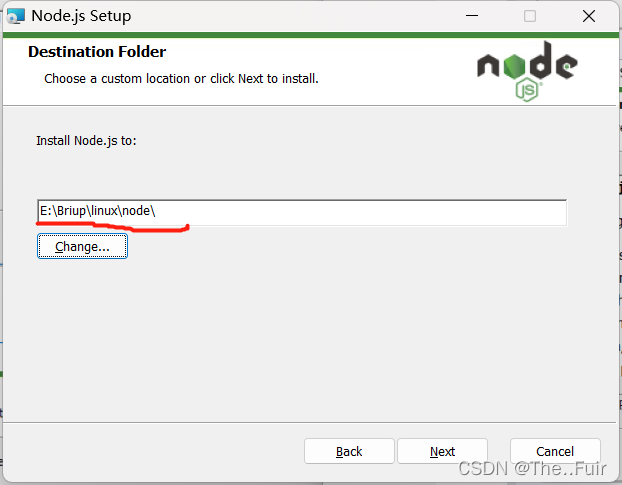 Node.js Setup
Destination Folder
Choose a custom location or click Next to install.
node
JS
Install Node.js to:
E:\Briup\linux\node\
Change...
Back
Next
Cancel
CSDN @The..Fuir